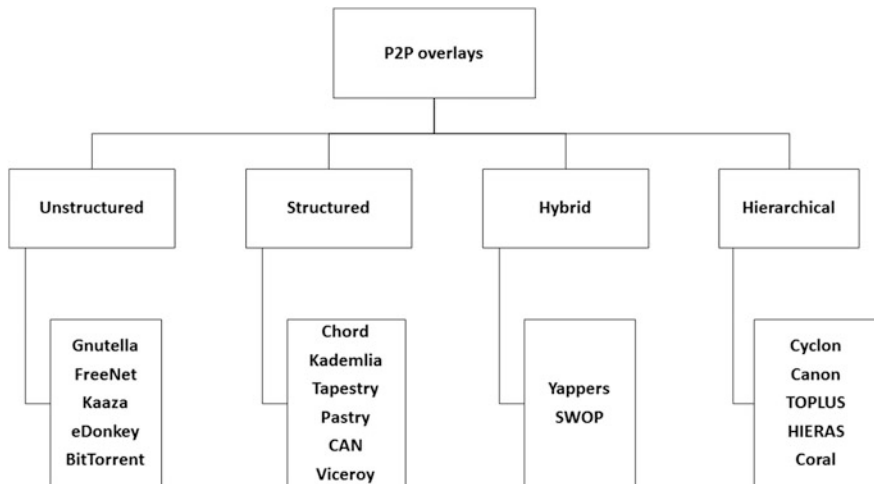 P2P overlays
Unstructured
Structured
Hybrid
Hierarchical
Gnutella
FreeNet
Kaaza
eDonkey
BitTorrent
Chord
Kademlia
Tapestry
Pastry
CAN
Viceroy
Yappers
SWOP
Cyclon
Canon
TOPLUS
HIERAS
Coral